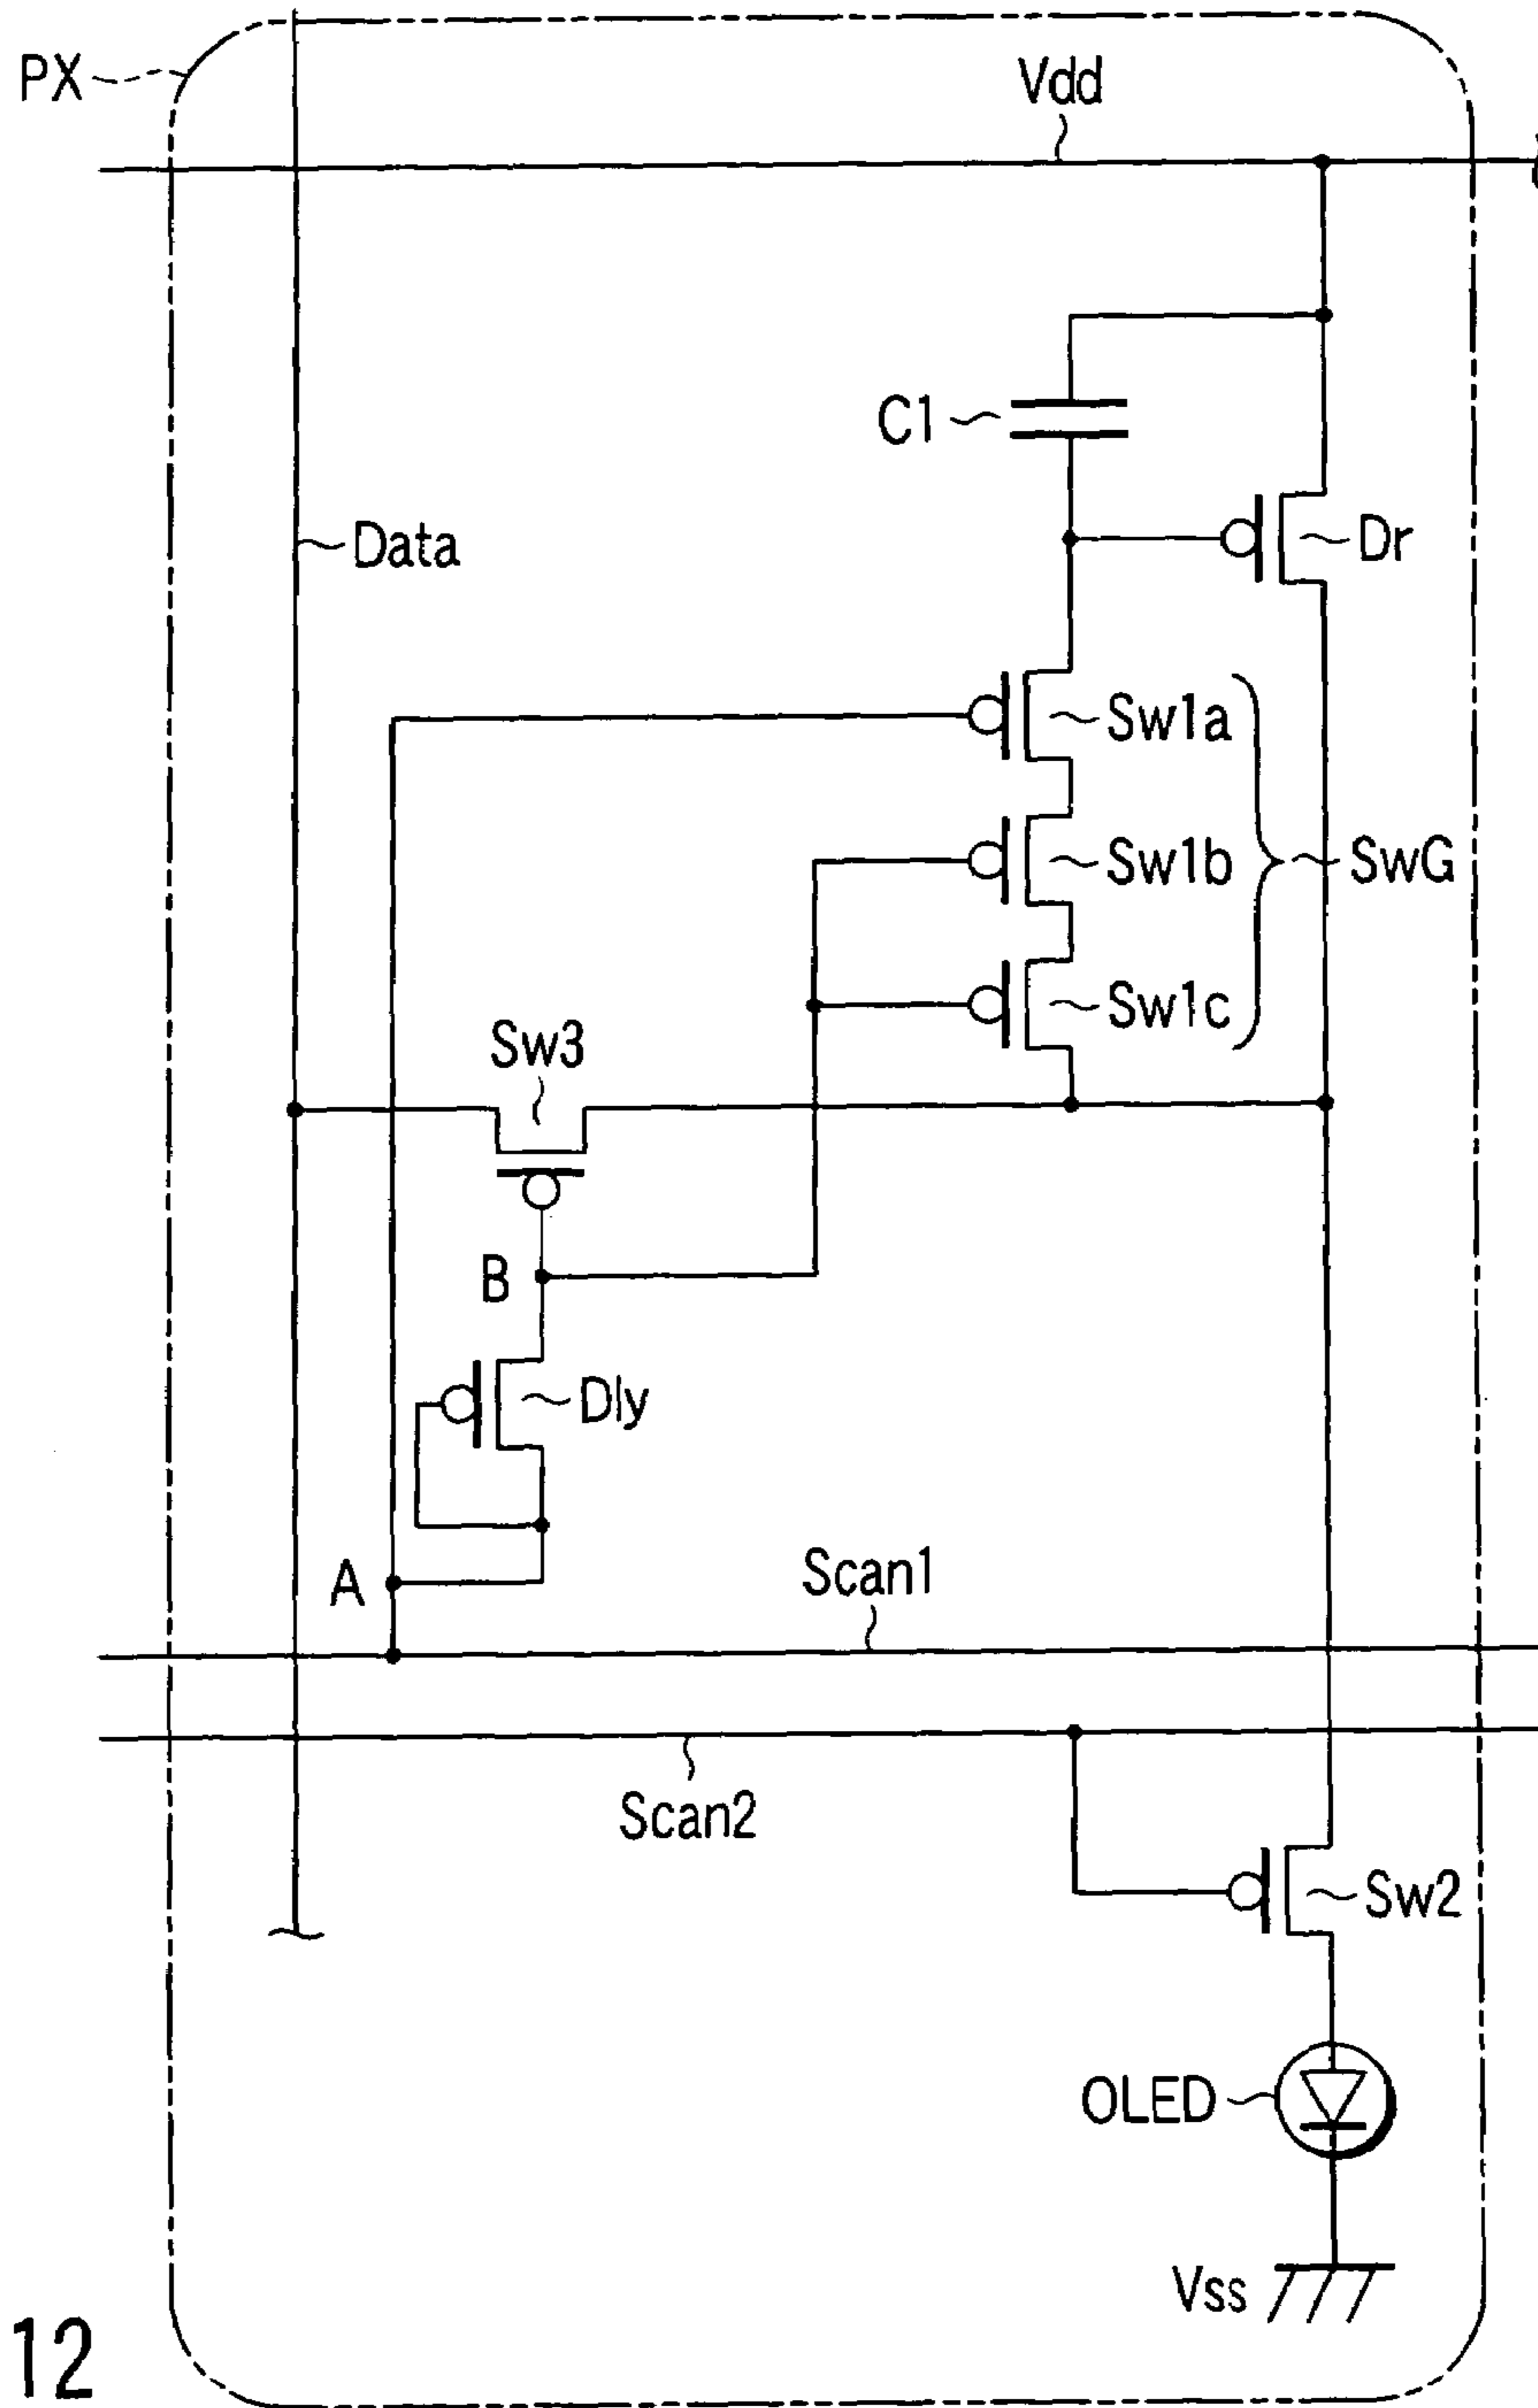 PX
Vdd
C1
Data
Dr
Sw1a
Sw1b
SwG
Sw1c
Sw3
B
Dly
A
Scan1
Scan2
Sw2
OLED
Vss
12